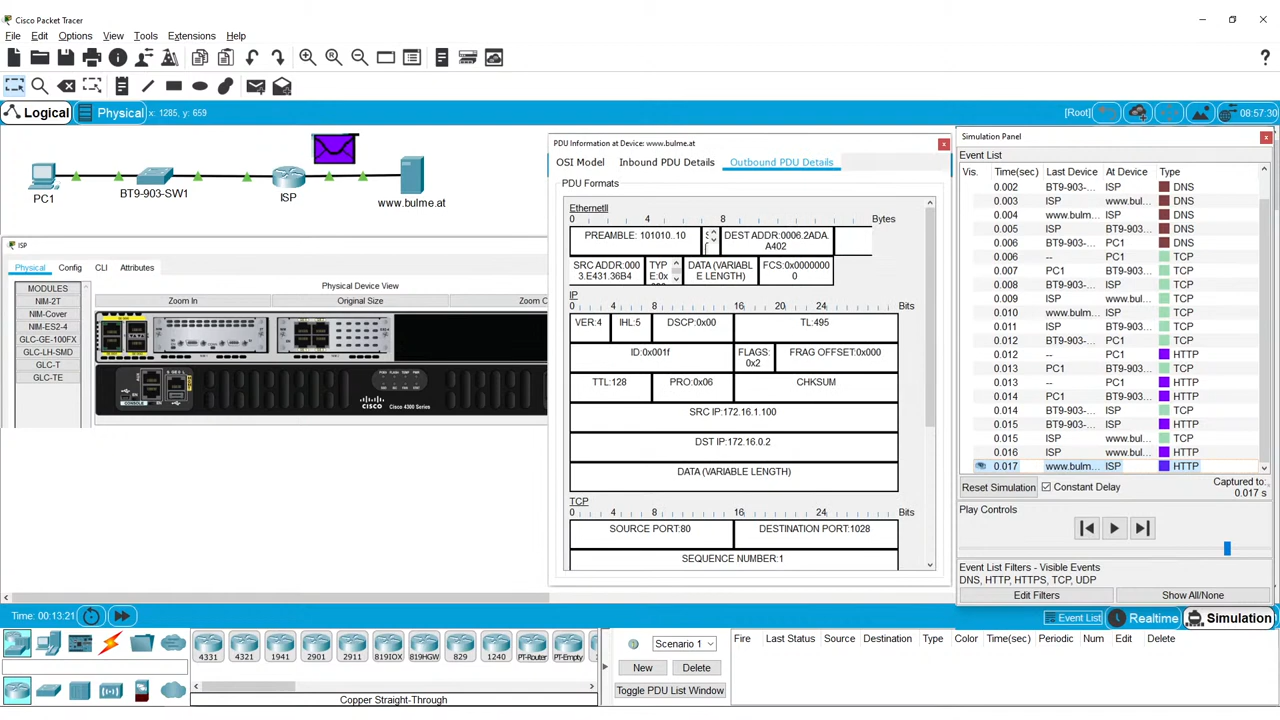 Cisco Packet Tracer
File Edit Options View Tools Extensions Help
?
Logical Physical x: 1285, y: 659 [Root] 08:57:30
PC1
BT9-903-SW1
ISP
www.bulme.at
ISP
Physical Config CLI Attributes
MODULES
NIM-2T
NIM-Cover
NIM-ES2-4
GLC-GE-100FX
GLC-LH-SMD
GLC-T
GLC-TE
Physical Device View
Zoom In Original Size Zoom O
CONSOLE
CISCO Cisco 4300 Series
PDU Information at Device: www.bulme.at
OSI Model Inbound PDU Details Outbound PDU Details
PDU Formats
EthernetII
0 4 8 Bytes
PREAMBLE: 101010..10
DEST ADDR:0006.2ADA.
A402
SRC ADDR:000
3.E431.36B4
TYP
E:0x
DATA (VARIABL
E LENGTH)
FCS:0x0000000
0
IP
0 4 8 12 16 20 24 Bits
VER:4 IHL:5 DSCP:0x00 TL:495
ID:0x001f FLAGS:
0x2 FRAG OFFSET:0x000
TTL:128 PRO:0x06 CHKSUM
SRC IP:172.16.1.100
DST IP:172.16.0.2
DATA (VARIABLE LENGTH)
TCP
0 4 8 12 16 20 24 Bits
SOURCE PORT:80 DESTINATION PORT:1028
SEQUENCE NUMBER:1
Simulation Panel
Event List
Vis. Time(sec) Last Device At Device Type
0.002 BT9-903-... ISP DNS
0.003 ISP www.bul... DNS
0.004 www.bulm... ISP DNS
0.005 ISP BT9-903-... DNS
0.006 BT9-903-... PC1 DNS
0.006 -- PC1 TCP
0.007 PC1 BT9-903-... TCP
0.008 BT9-903-... ISP TCP
0.009 ISP www.bul... TCP
0.010 www.bulm... ISP TCP
0.011 ISP BT9-903-... TCP
0.012 BT9-903-... PC1 TCP
0.012 -- PC1 HTTP
0.013 PC1 BT9-903-... TCP
0.013 -- PC1 HTTP
0.014 PC1 BT9-903-... HTTP
0.014 BT9-903-... ISP TCP
0.015 BT9-903-... ISP HTTP
0.015 ISP www.bul... TCP
0.016 ISP www.bul... HTTP
0.017 www.bulm... ISP HTTP
Reset Simulation Constant Delay Captured to:
0.017 s
Play Controls
Event List Filters - Visible Events
DNS, HTTP, HTTPS, TCP, UDP
Edit Filters Show All/None
Time: 00:13:21
Event List Realtime Simulation
4331 4321 1941 2901 2911 819IOX 819HGW 829 1240 PT-Router PT-Empty
Copper Straight-Through
Scenario 1
New Delete
Toggle PDU List Window
Fire Last Status Source Destination Type Color Time(sec) Periodic Num Edit Delete